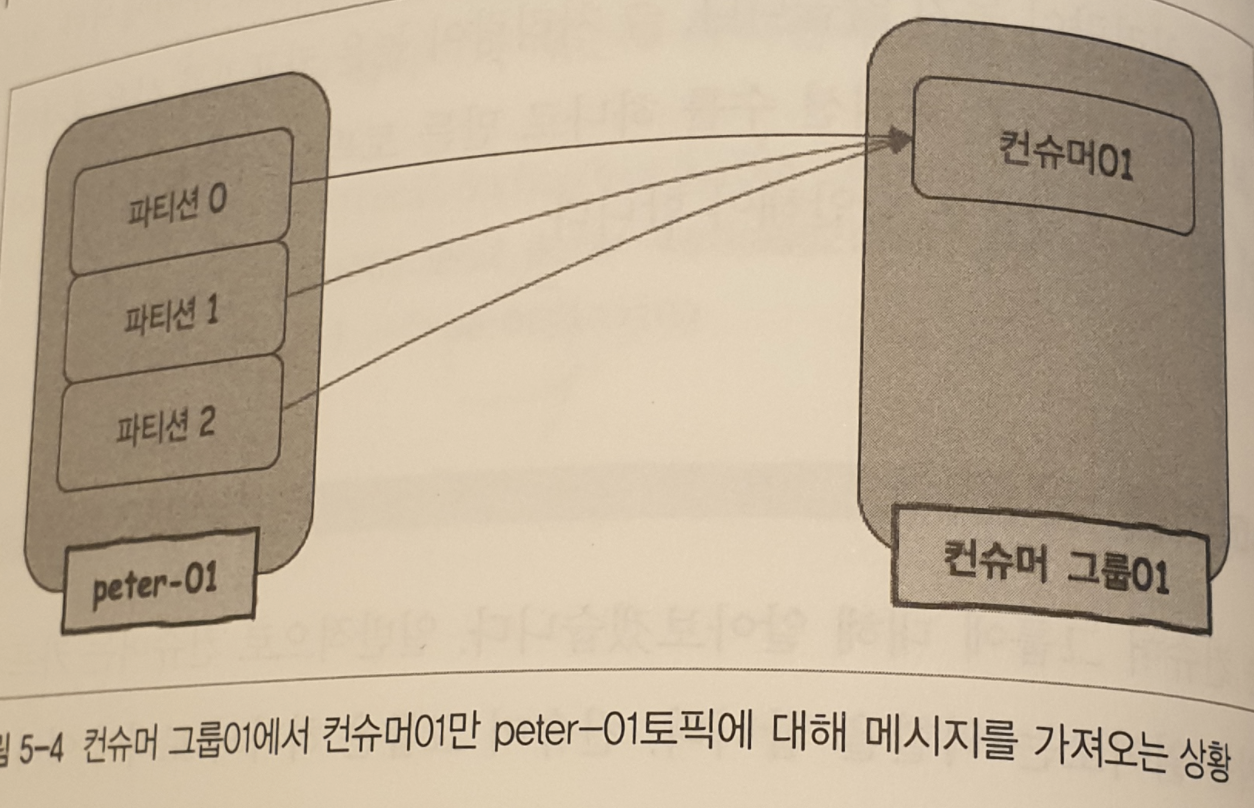 파티션 0
파티션 1
파티션 2
peter-01
컨슈머01
컨슈머 그룹01
5-4 컨슈머 그룹01에서 컨슈머01만 peter-01토픽에 대해 메시지를 가져오는 상황